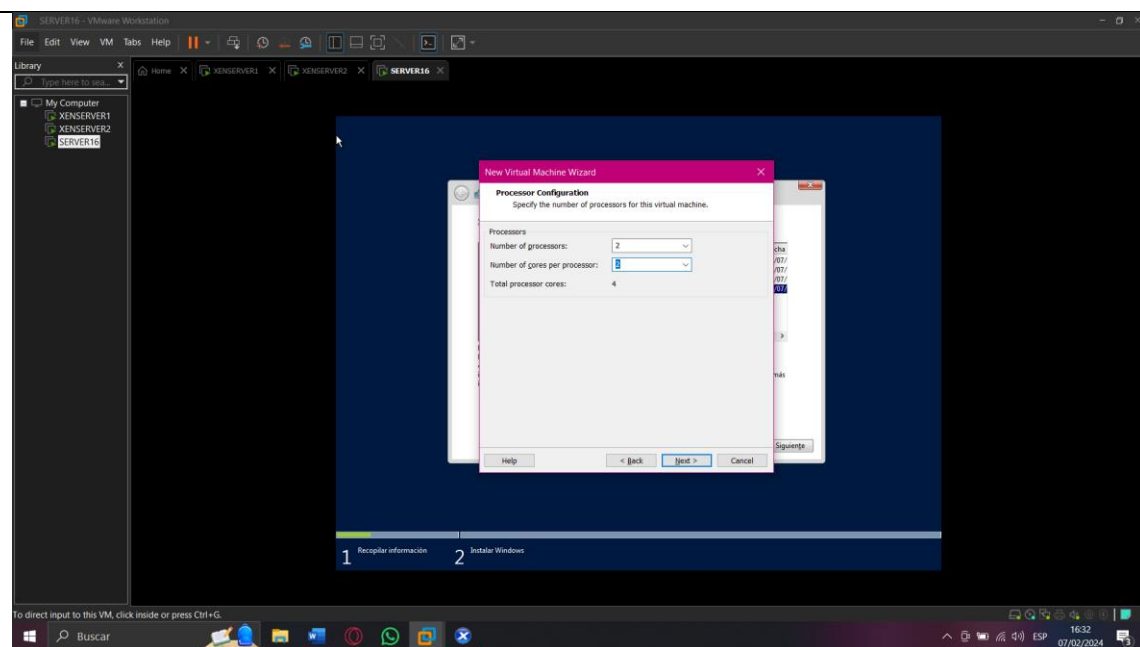 SERVER16 - VMware Workstation
File Edit View VM Tabs Help
Library X
Type here to sea...
Home X XENSERVER1 X XENSERVER2 X SERVER16 X
My Computer
XENSERVER1
XENSERVER2
SERVER16
New Virtual Machine Wizard
Processor Configuration
Specify the number of processors for this virtual machine.
Processors
Number of processors: 2
Number of cores per processor: 2
Total processor cores: 4
cha
/07/
/07/
/07/
/07/
más
Siguiente
Help < Back Next > Cancel
1 Recopilar información 2 Instalar Windows
To direct input to this VM, click inside or press Ctrl+G.
Buscar
ESP
16:32
07/02/2024